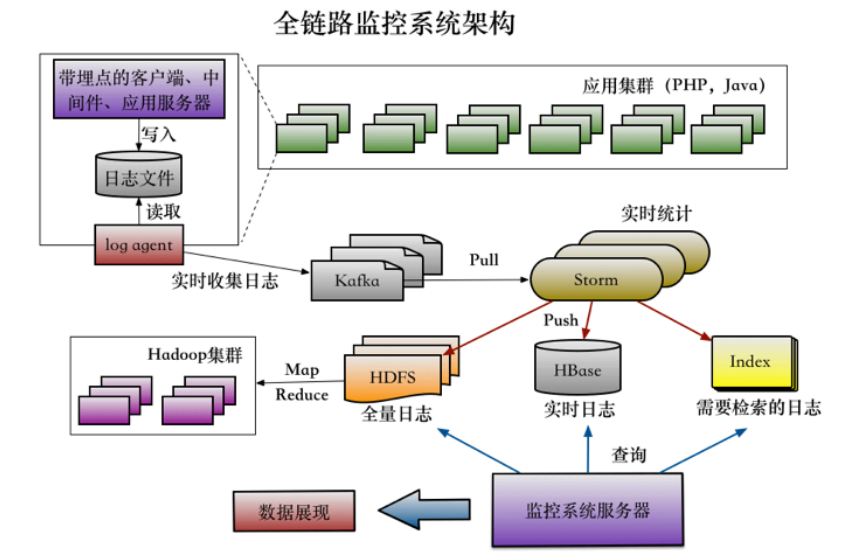 全链路监控系统架构
带埋点的客户端、中
间件、应用服务器
应用集群（PHP，Java）
写入
日志文件
读取
log agent
实时收集日志
Kafka
Pull
实时统计
Storm
Push
Hadoop集群
Map
Reduce
HDFS
全量日志
HBase
实时日志
Index
需要检索的日志
查询
监控系统服务器
数据展现